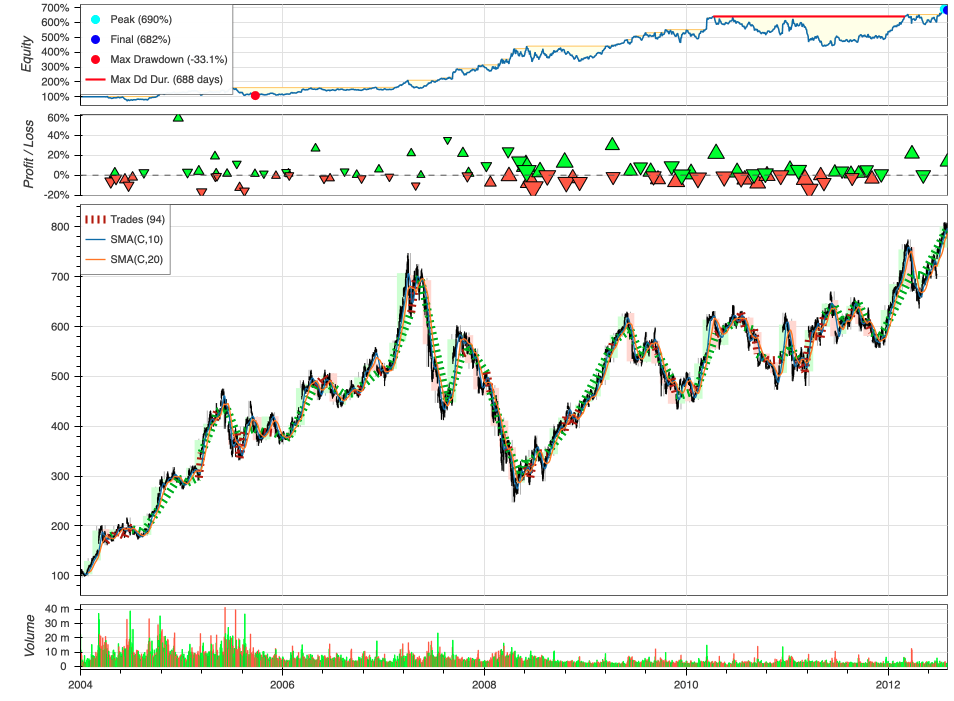 700%
600%
500%
400%
300%
200%
100%
Equity
Peak (690%)
Final (682%)
Max Drawdown (-33.1%)
Max Dd Dur. (688 days)
60%
40%
20%
0%
-20%
Profit / Loss
Trades (94)
SMA(C,10)
SMA(C,20)
800
700
600
500
400
300
200
100
40 m
30 m
20 m
10 m
0
Volume
2004 2006 2008 2010 2012